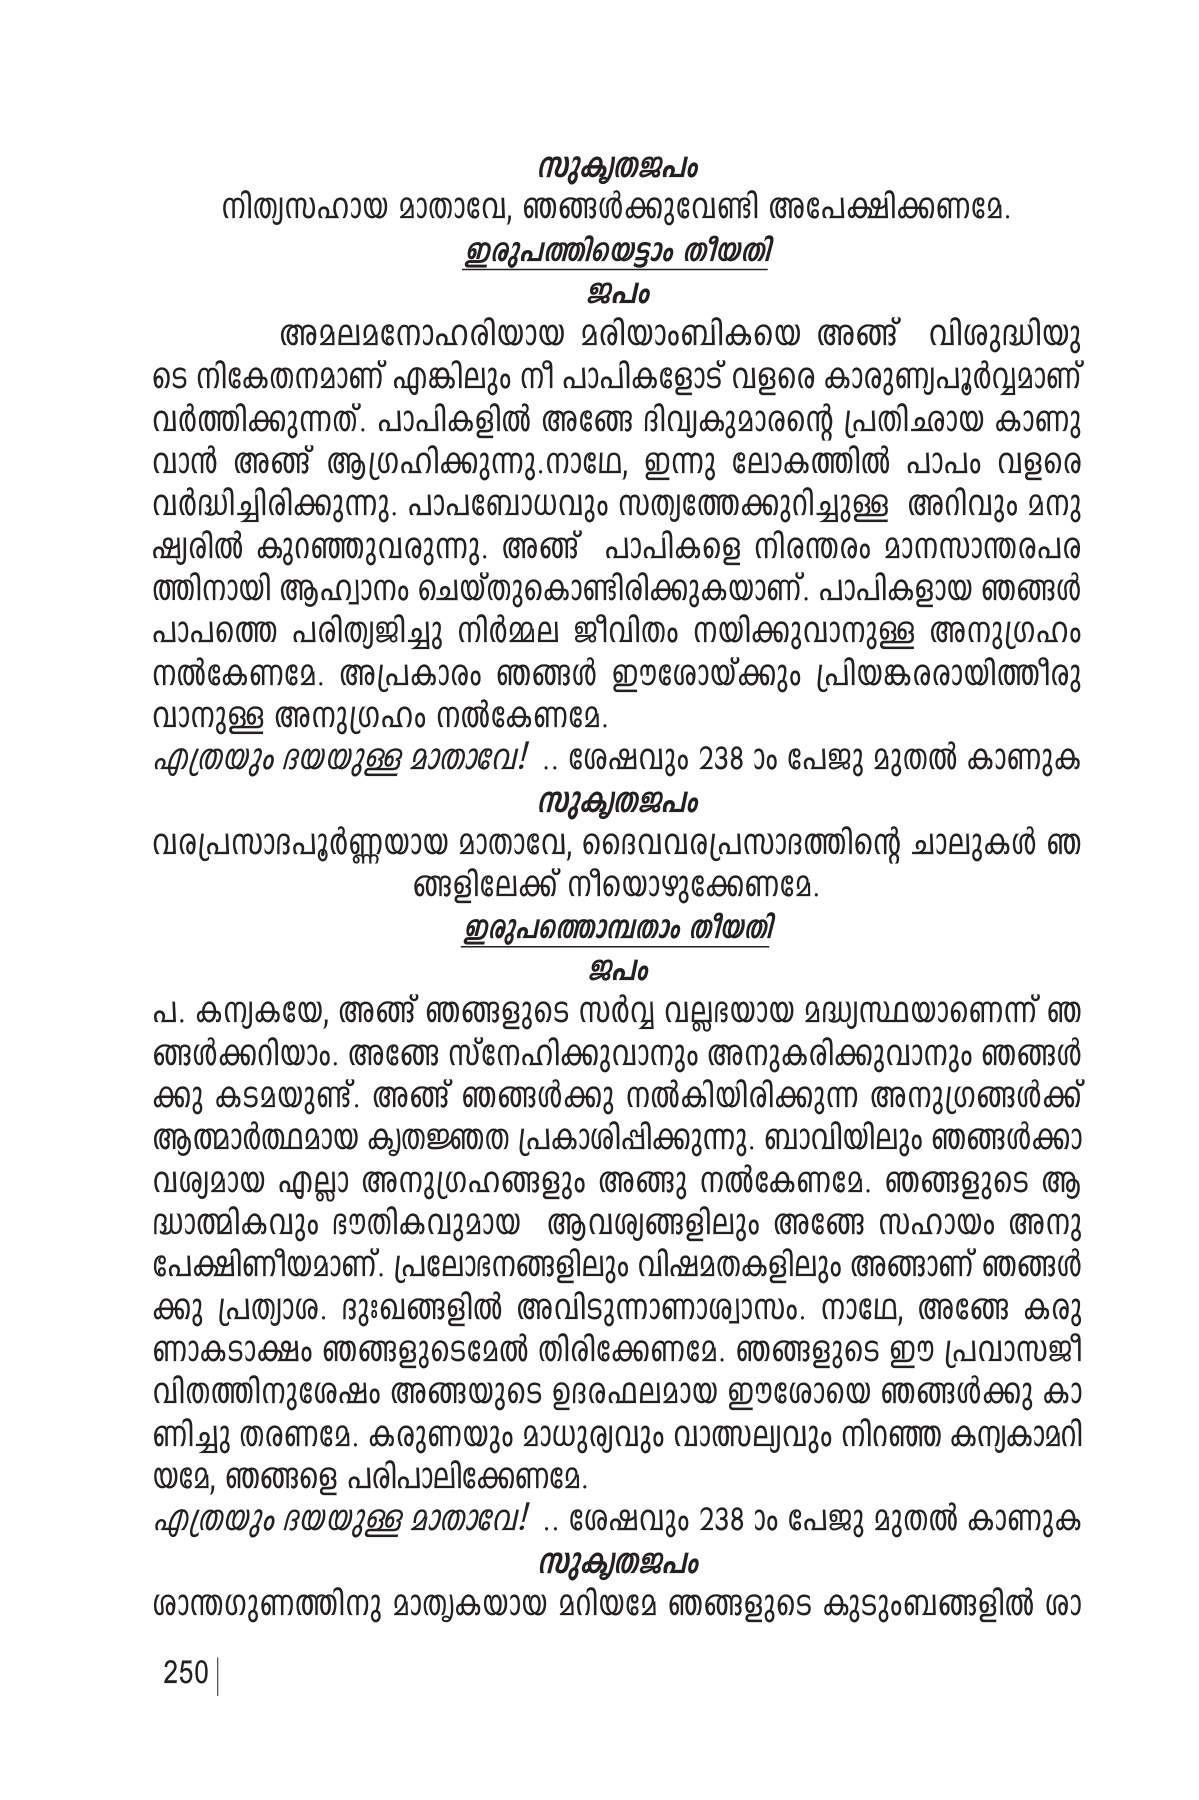 സുകൃതജപം
നിത്യസഹായ മാതാവേ, ഞങ്ങൾക്കുവേണ്ടി അപേക്ഷിക്കണമേ.
ഇരുപത്തിയെട്ടാം തീയതി
ജപം
അമലമനോഹരിയായ മരിയാംബികയെ അങ്ങ് വിശുദ്ധിയു
ടെ നികേതനമാണ് എങ്കിലും നീ പാപികളോട് വളരെ കാരുണ്യപൂർവ്വമാണ്
വർത്തിക്കുന്നത്. പാപികളിൽ അങ്ങേ ദിവ്യകുമാരന്റെ പ്രതിഛായ കാണു
വാൻ അങ്ങ് ആഗ്രഹിക്കുന്നു.നാഥേ, ഇന്നു ലോകത്തിൽ പാപം വളരെ
വർദ്ധിച്ചിരിക്കുന്നു. പാപബോധവും സത്യത്തേക്കുറിച്ചുള്ള അറിവും മനു
ഷ്യരിൽ കുറഞ്ഞുവരുന്നു. അങ്ങ് പാപികളെ നിരന്തരം മാനസാന്തരപര
ത്തിനായി ആഹ്വാനം ചെയ്തുകൊണ്ടിരിക്കുകയാണ്. പാപികളായ ഞങ്ങൾ
പാപത്തെ പരിത്യജിച്ചു നിർമ്മല ജീവിതം നയിക്കുവാനുള്ള അനുഗ്രഹം
നൽകേണമേ. അപ്രകാരം ഞങ്ങൾ ഈശോയ്ക്കും പ്രിയങ്കരരായിത്തീരു
വാനുള്ള അനുഗ്രഹം നൽകേണമേ.
എത്രയും ദയയുള്ള മാതാവേ! .. ശേഷവും 238 ാം പേജു മുതൽ കാണുക
സുകൃതജപം
വരപ്രസാദപൂർണ്ണയായ മാതാവേ, ദൈവവരപ്രസാദത്തിന്റെ ചാലുകൾ ഞ
ങ്ങളിലേക്ക് നീയൊഴുക്കേണമേ.
ഇരുപത്തൊമ്പതാം തീയതി
ജപം
പ. കന്യകയേ, അങ്ങ് ഞങ്ങളുടെ സർവ്വ വല്ലഭയായ മദ്ധ്യസ്ഥയാണെന്ന് ഞ
ങ്ങൾക്കറിയാം. അങ്ങേ സ്നേഹിക്കുവാനും അനുകരിക്കുവാനും ഞങ്ങൾ
ക്കു കടമയുണ്ട്. അങ്ങ് ഞങ്ങൾക്കു നൽകിയിരിക്കുന്ന അനുഗ്രങ്ങൾക്ക്
ആത്മാർത്ഥമായ കൃതജ്ഞത പ്രകാശിപ്പിക്കുന്നു. ബാവിയിലും ഞങ്ങൾക്കാ
വശ്യമായ എല്ലാ അനുഗ്രഹങ്ങളും അങ്ങു നൽകേണമേ. ഞങ്ങളുടെ ആ
ദ്ധാത്മികവും ഭൗതികവുമായ ആവശ്യങ്ങളിലും അങ്ങേ സഹായം അനു
പേക്ഷിണീയമാണ്. പ്രലോഭനങ്ങളിലും വിഷമതകളിലും അങ്ങാണ് ഞങ്ങൾ
ക്കു പ്രത്യാശ. ദുഃഖങ്ങളിൽ അവിടുന്നാണാശ്വാസം. നാഥേ, അങ്ങേ കരു
ണാകടാക്ഷം ഞങ്ങളുടെമേൽ തിരിക്കേണമേ. ഞങ്ങളുടെ ഈ പ്രവാസജീ
വിതത്തിനുശേഷം അങ്ങയുടെ ഉദരഫലമായ ഈശോയെ ഞങ്ങൾക്കു കാ
ണിച്ചു തരണമേ. കരുണയും മാധുര്യവും വാത്സല്യവും നിറഞ്ഞ കന്യകാമറി
യമേ, ഞങ്ങളെ പരിപാലിക്കേണമേ.
എത്രയും ദയയുള്ള മാതാവേ! .. ശേഷവും 238 ാം പേജു മുതൽ കാണുക
സുകൃതജപം
ശാന്തഗുണത്തിനു മാതൃകയായ മറിയമേ ഞങ്ങളുടെ കുടുംബങ്ങളിൽ ശാ
250